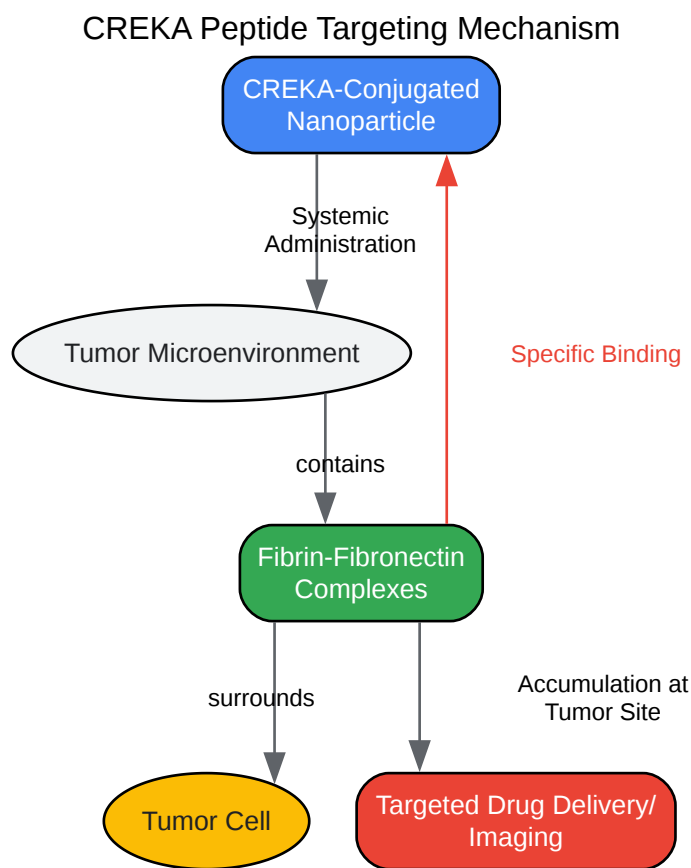 CREKA Peptide Targeting Mechanism
CREKA-Conjugated
Nanoparticle
Systemic
Administration
Tumor Microenvironment
Specific Binding
contains
Fibrin-Fibronectin
Complexes
surrounds
Accumulation at
Tumor Site
Tumor Cell
Targeted Drug Delivery/
Imaging